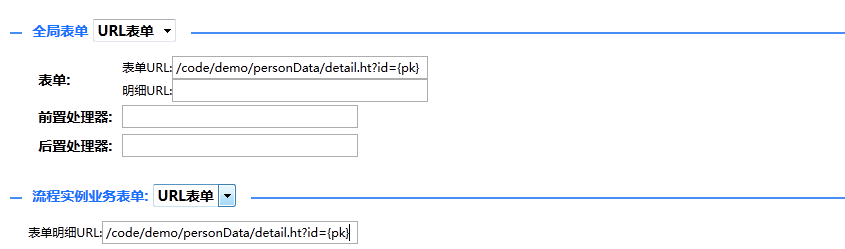 全局表单 URL表单
表单URL: /code/demo/personData/detail.ht?id={pk}
表单:
明细URL:
前置处理器:
后置处理器:
流程实例业务表单: URL表单
表单明细URL: /code/demo/personData/detail.ht?id={pk}